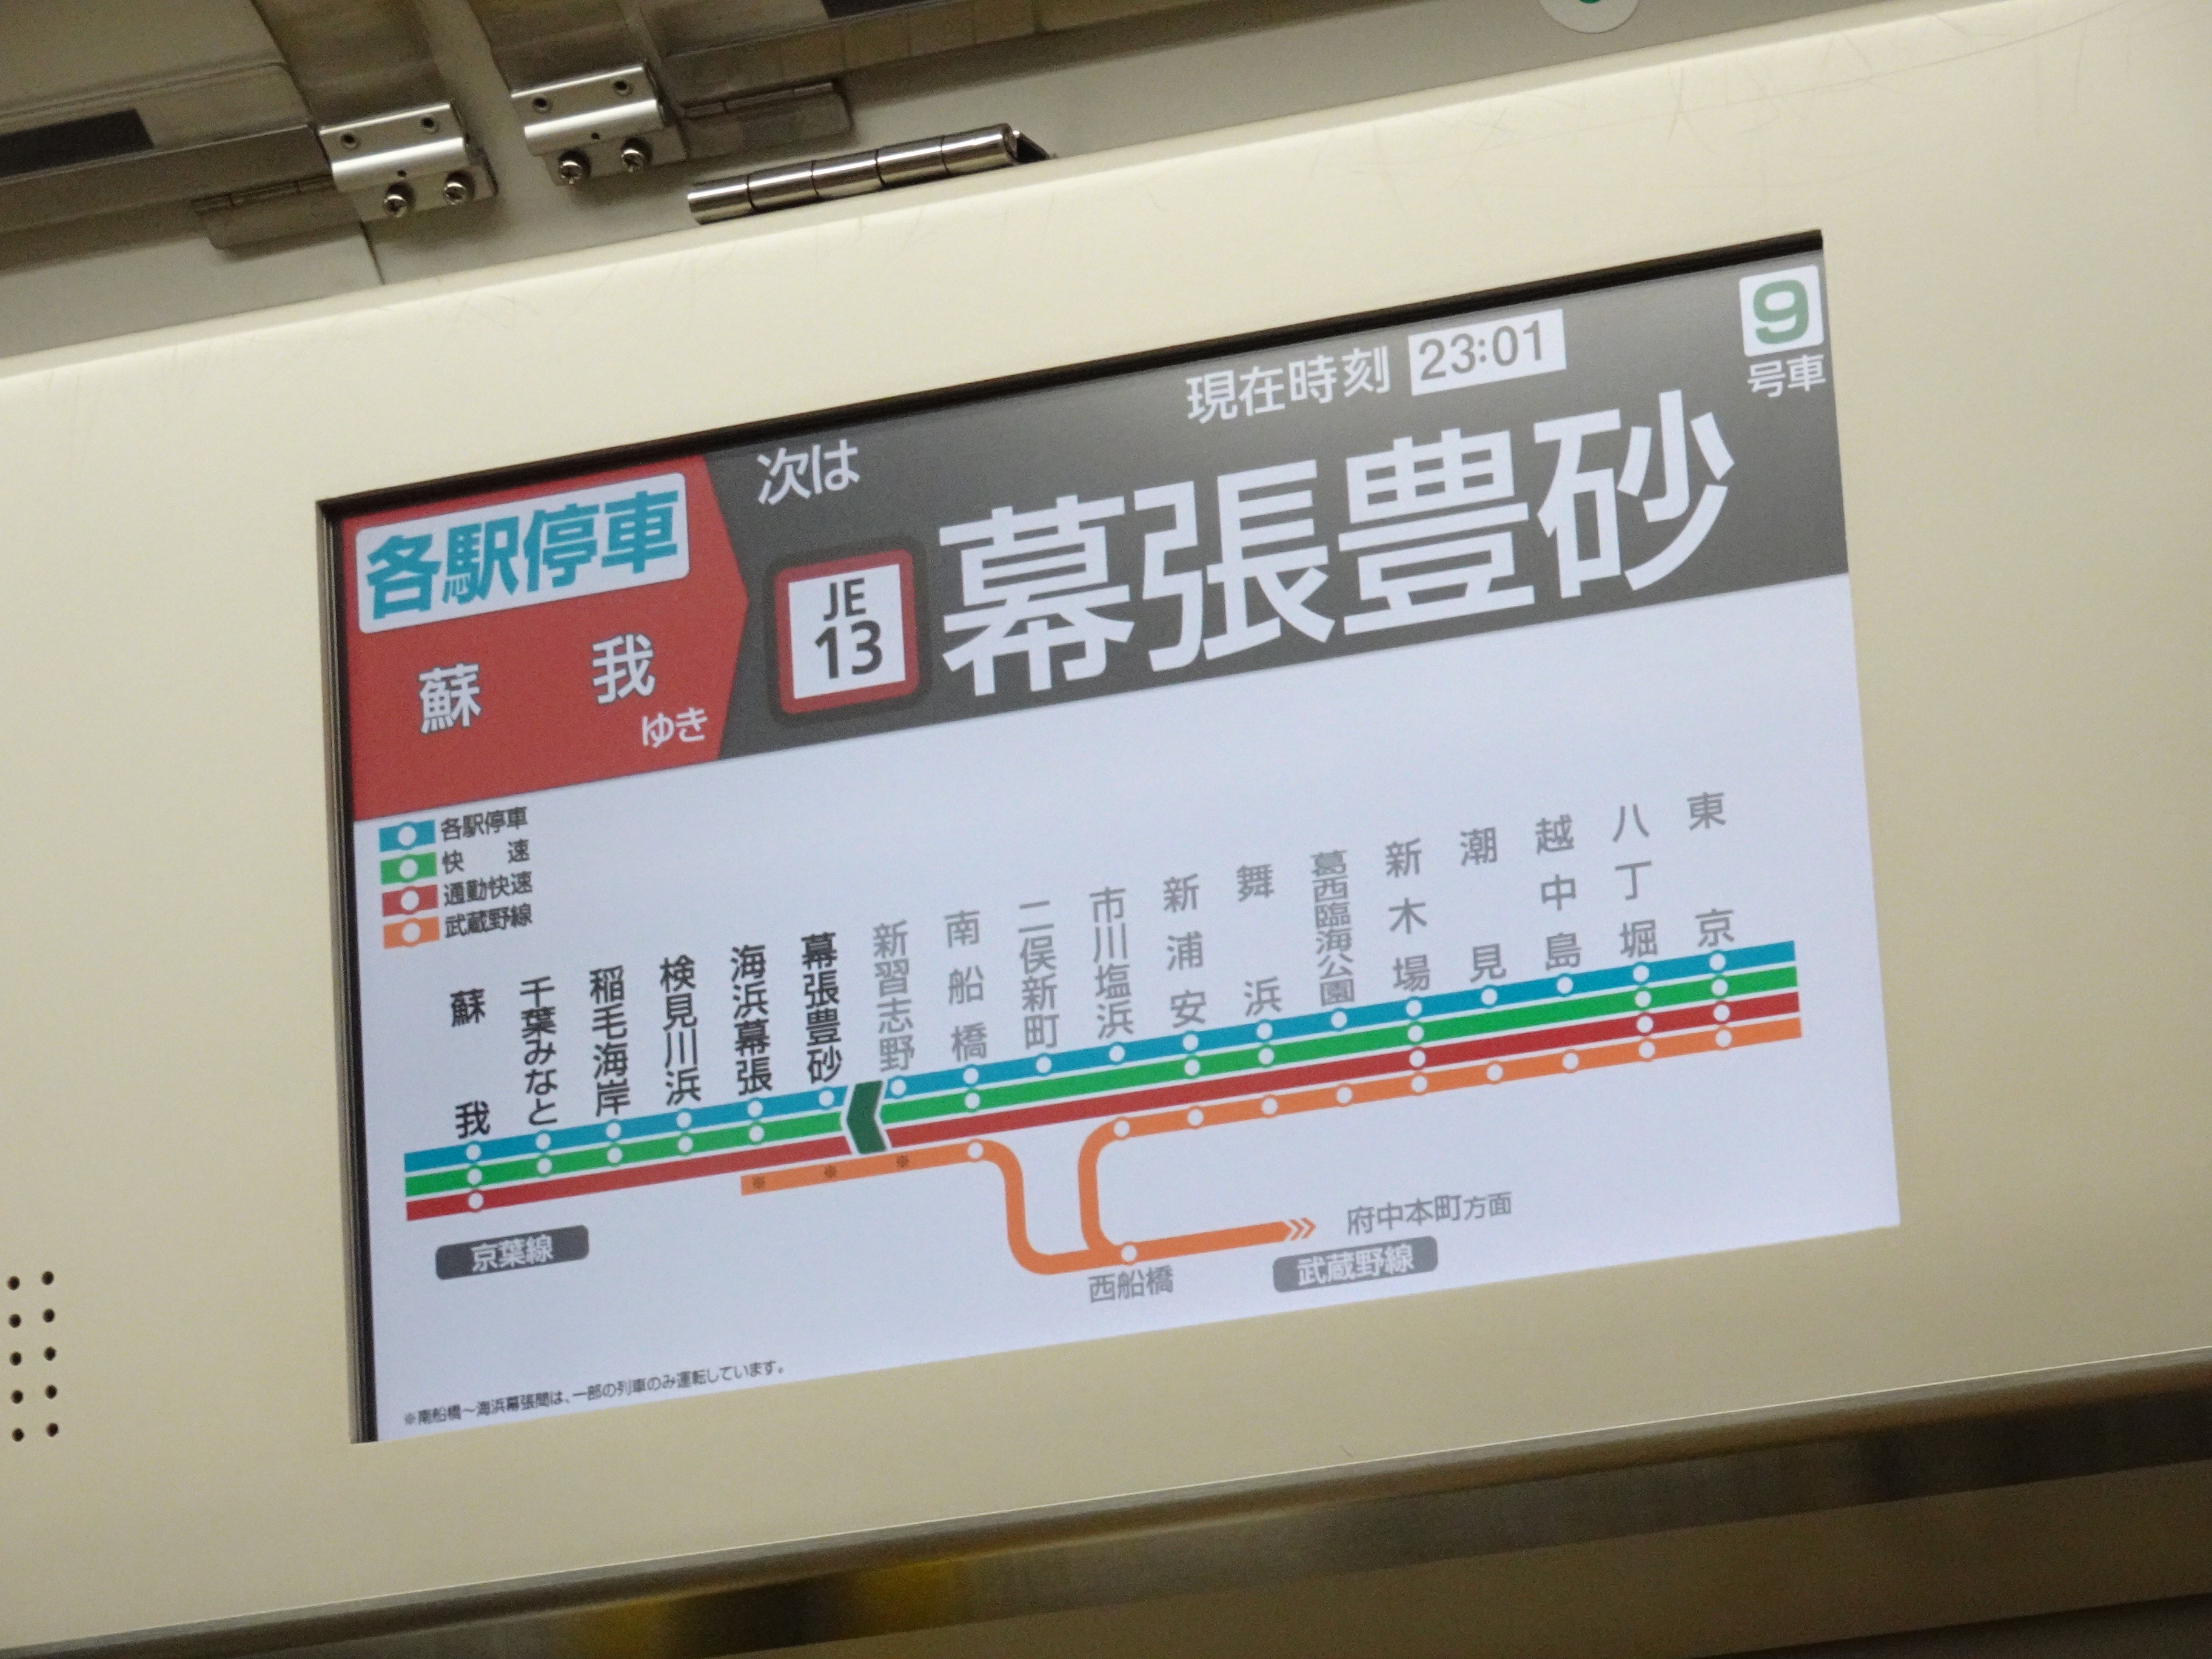 現在時刻 23:01
9
号車
各駅停車
次は
蘇我
ゆき
JE
13
幕張豊砂
各駅停車
快速
通勤快速
武蔵野線
蘇我
千葉みなと
稲毛海岸
検見川浜
海浜幕張
幕張豊砂
新習志野
南船橋
二俣新町
市川塩浜
新浦安
舞浜
葛西臨海公園
新木場
潮見
越中島
八丁堀
東京
※ ※ ※
京葉線
府中本町方面
西船橋
武蔵野線
※南船橋～海浜幕張間は、一部の列車のみ運転しています。